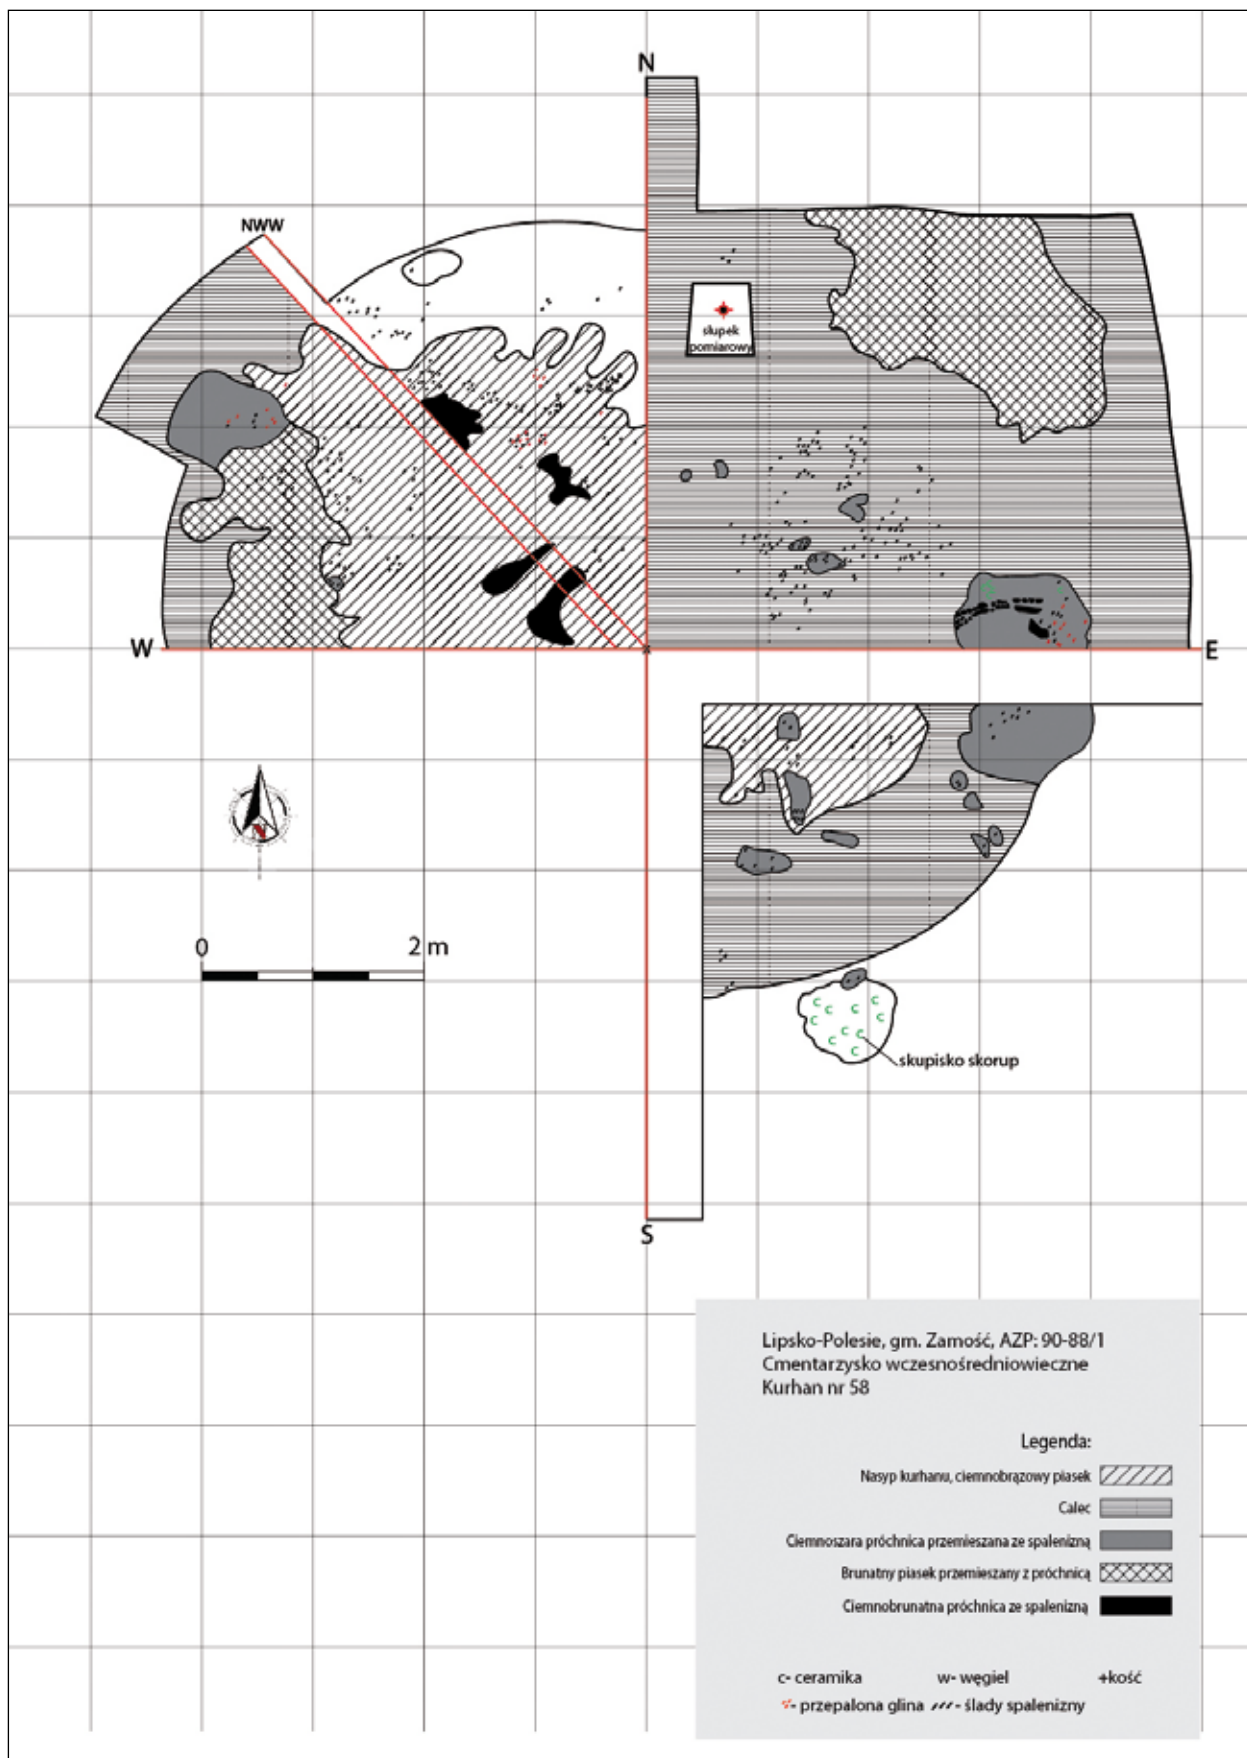 N
NWW
słupek
pomiarowy
W
E
N
0 2 m
skupisko skorup
S
Lipsko-Polesie, gm. Zamość, AZP: 90-88/1
Cmentarzysko wczesnośredniowieczne
Kurhan nr 58
Legenda:
Nasyp kurhanu, ciemnobrązowy piasek
Calec
Ciemnoszara próchnica przemieszana ze spalenizną
Brunatny piasek przemieszany z próchnicą
Ciemnobrunatna próchnica ze spalenizną
c- ceramika w- węgiel +kość
- przepalona glina - ślady spalenizny
c c c c c c c c c c